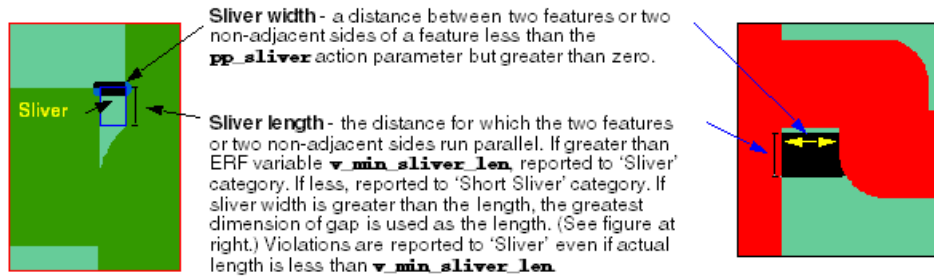 Sliver width - a distance between two features or two
non-adjacent sides of a feature less than the
pp_sliver action parameter but greater than zero.
Sliver
Sliver length - the distance for which the two features
or two non-adjacent sides run parallel. If greater than
ERF variable v_min_sliver_len, reported to ‘Sliver’
category. If less, reported to ‘Short Sliver’ category. If
sliver width is greater than the length, the greatest
dimension of gap is used as the length. (See figure at
right.) Violations are reported to ‘Sliver’ even if actual
length is less than v_min_sliver_len.